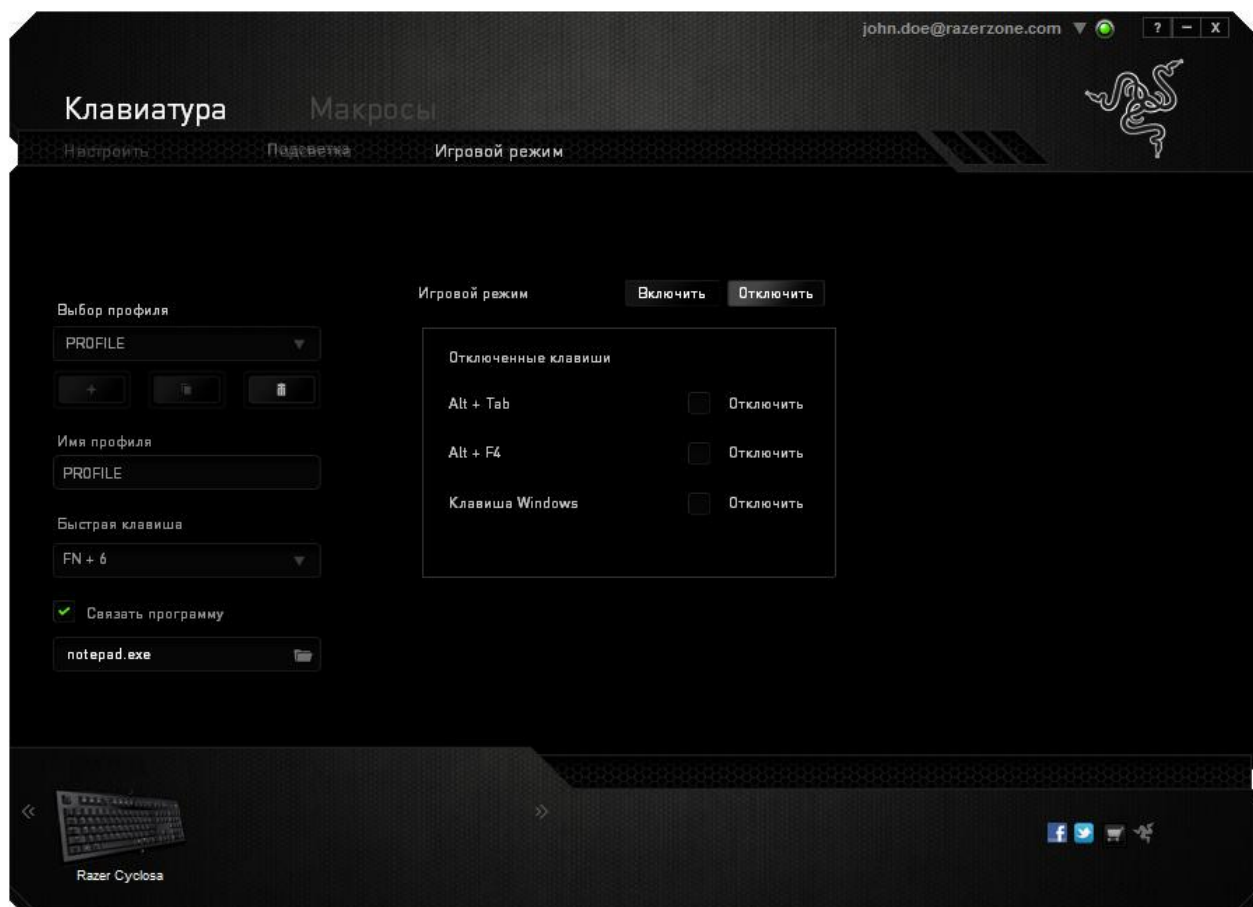 john.doe@razerzone.com
? – X
Клавиатура Макросы
Настроить Подсветка Игровой режим
Игровой режим Включить Отключить
Выбор профиля
PROFILE
Отключенные клавиши
Alt + Tab Отключить
Имя профиля
PROFILE
Alt + F4 Отключить
Клавиша Windows Отключить
Быстрая клавиша
FN + 6
Связать программу
notepad.exe
Razer Cyclosa